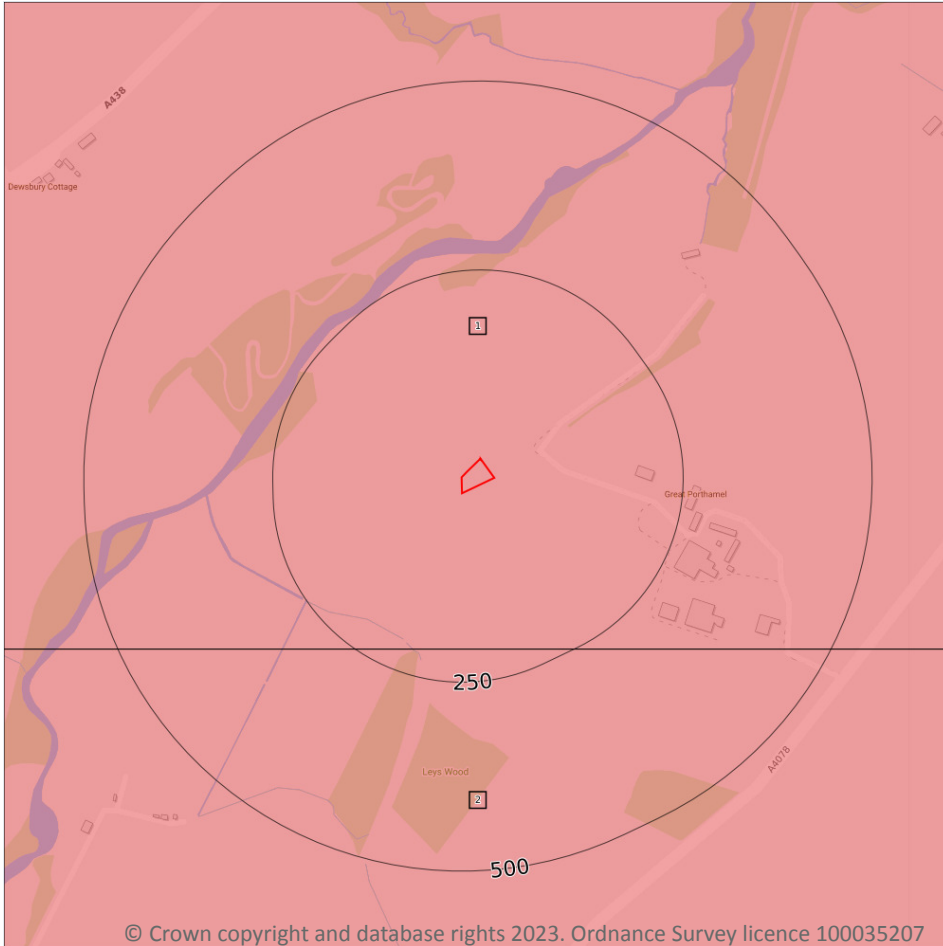 A438
Dewsbury Cottage
1
Great Porthamel
250
Leys Wood
A4078
2
500
© Crown copyright and database rights 2023. Ordnance Survey licence 100035207